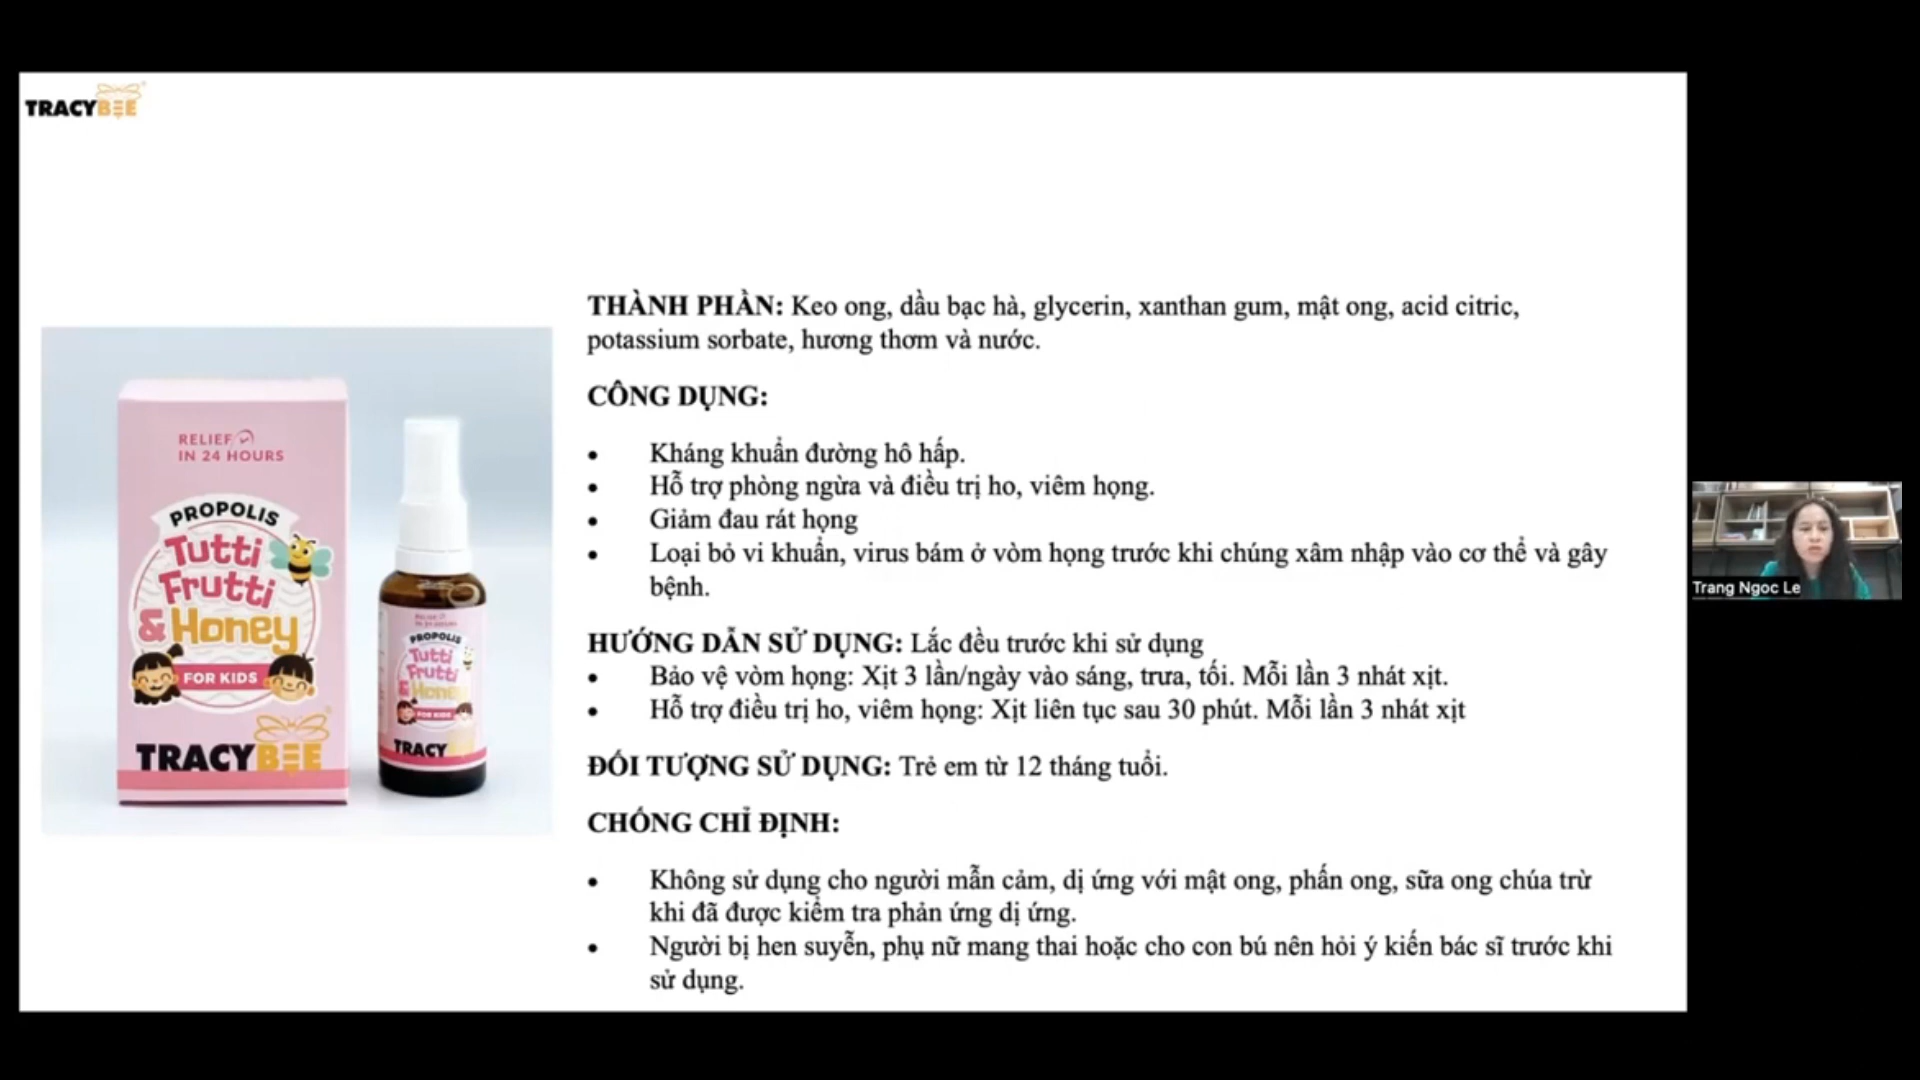 TRACYBEE
THÀNH PHẦN: Keo ong, dầu bạc hà, glycerin, xanthan gum, mật ong, acid citric,
potassium sorbate, hương thơm và nước.
CÔNG DỤNG:
• Kháng khuẩn đường hô hấp.
• Hỗ trợ phòng ngừa và điều trị ho, viêm họng.
• Giảm đau rát họng
• Loại bỏ vi khuẩn, virus bám ở vòm họng trước khi chúng xâm nhập vào cơ thể và gây
bệnh.
HƯỚNG DẪN SỬ DỤNG: Lắc đều trước khi sử dụng
• Bảo vệ vòm họng: Xịt 3 lần/ngày vào sáng, trưa, tối. Mỗi lần 3 nhát xịt.
• Hỗ trợ điều trị ho, viêm họng: Xịt liên tục sau 30 phút. Mỗi lần 3 nhát xịt
ĐỐI TƯỢNG SỬ DỤNG: Trẻ em từ 12 tháng tuổi.
CHỐNG CHỈ ĐỊNH:
• Không sử dụng cho người mẫn cảm, dị ứng với mật ong, phấn ong, sữa ong chúa trừ
khi đã được kiểm tra phản ứng dị ứng.
• Người bị hen suyễn, phụ nữ mang thai hoặc cho con bú nên hỏi ý kiến bác sĩ trước khi
sử dụng.
RELIEF
IN 24 HOURS
PROPOLIS
Tutti
Frutti
& Honey
FOR KIDS
TRACYBEE
PROPOLIS
Tutti
Frutti
& Honey
FOR KIDS
TRACY
Trang Ngoc Le